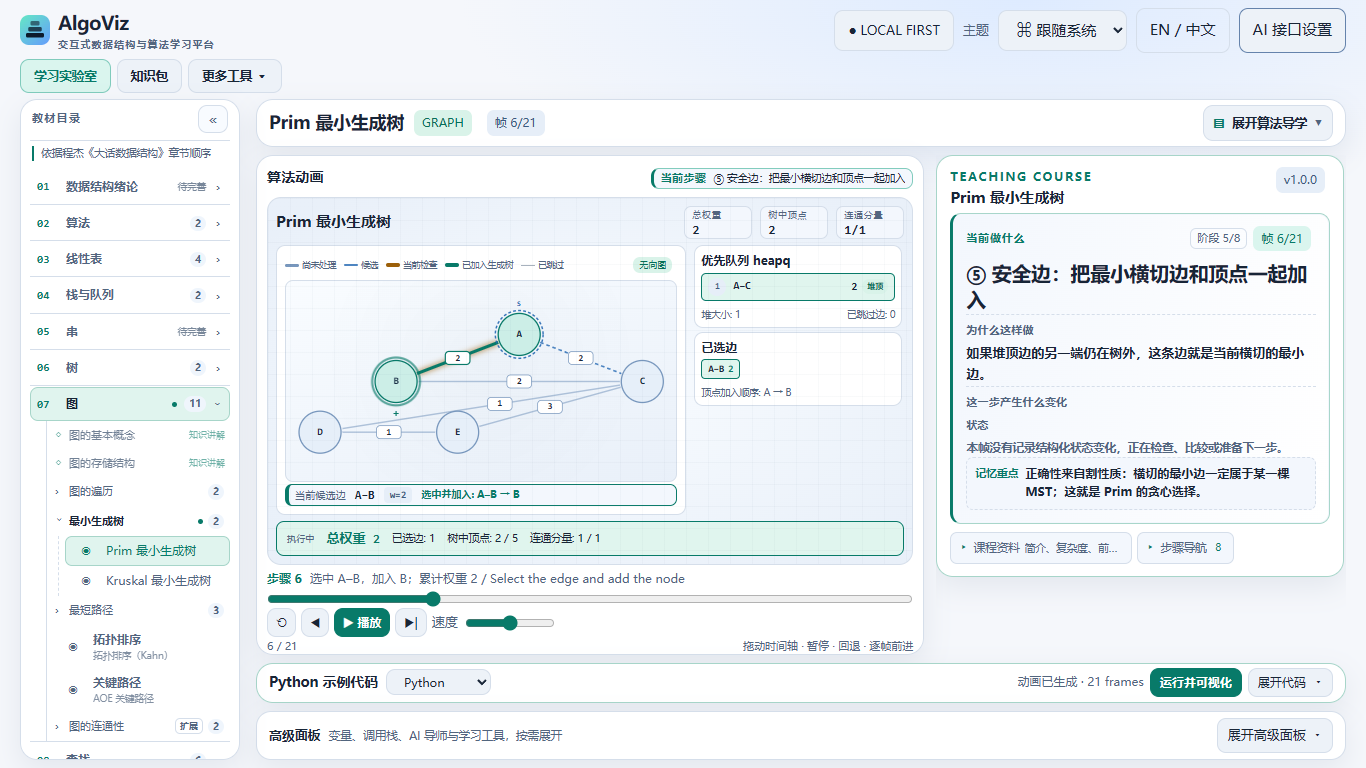 AlgoViz
交互式数据结构与算法学习平台
● LOCAL FIRST
主题
⌘ 跟随系统
EN / 中文
AI 接口设置
学习实验室
知识包
更多工具
教材目录
«
依据程杰《大话数据结构》章节顺序
01 数据结构绪论 待完善 ›
02 算法 2 ›
03 线性表 4 ›
04 栈与队列 2 ›
05 串 待完善 ›
06 树 2 ›
07 图 11
图的基本概念 知识讲解
图的存储结构 知识讲解
图的遍历 2
最小生成树 2
Prim 最小生成树
Kruskal 最小生成树
最短路径 3
拓扑排序
拓扑排序（Kahn）
关键路径
AOE 关键路径
图的连通性 扩展 2
Prim 最小生成树 GRAPH 帧 6/21
展开算法导学 ▼
算法动画
当前步骤 ⑤ 安全边：把最小横切边和顶点一起加入
Prim 最小生成树
总权重
2
树中顶点
2
连通分量
1/1
尚未处理 候选 当前检查 已加入生成树 已跳过 无向图
S
A
2
2
B
2
C
+
1
3
D
1
E
当前候选边 A–B w=2 选中并加入: A–B → B
优先队列 heapq
1 A–C 2 堆顶
堆大小: 1 已跳过边: 0
已选边
A–B 2
顶点加入顺序: A → B
执行中 总权重 2 已选边: 1 树中顶点: 2 / 5 连通分量: 1 / 1
步骤 6 选中 A–B，加入 B；累计权重 2 / Select the edge and add the node
▶ 播放
速度
6 / 21
拖动时间轴 · 暂停 · 回退 · 逐帧前进
TEACHING COURSE
Prim 最小生成树
v1.0.0
当前做什么 阶段 5/8 帧 6/21
⑤ 安全边：把最小横切边和顶点一起加
入
为什么这样做
如果堆顶边的另一端仍在树外，这条边就是当前横切的最小
边。
这一步产生什么变化
状态
本帧没有记录结构化状态变化，正在检查、比较或准备下一步。
记忆重点 正确性来自割性质：横切的最小边一定属于某一棵
MST；这就是 Prim 的贪心选择。
课程资料 简介、复杂度、前...
步骤导航 8
Python 示例代码
Python
动画已生成 · 21 frames
运行并可视化
展开代码
高级面板 变量、调用栈、AI 导师与学习工具，按需展开
展开高级面板